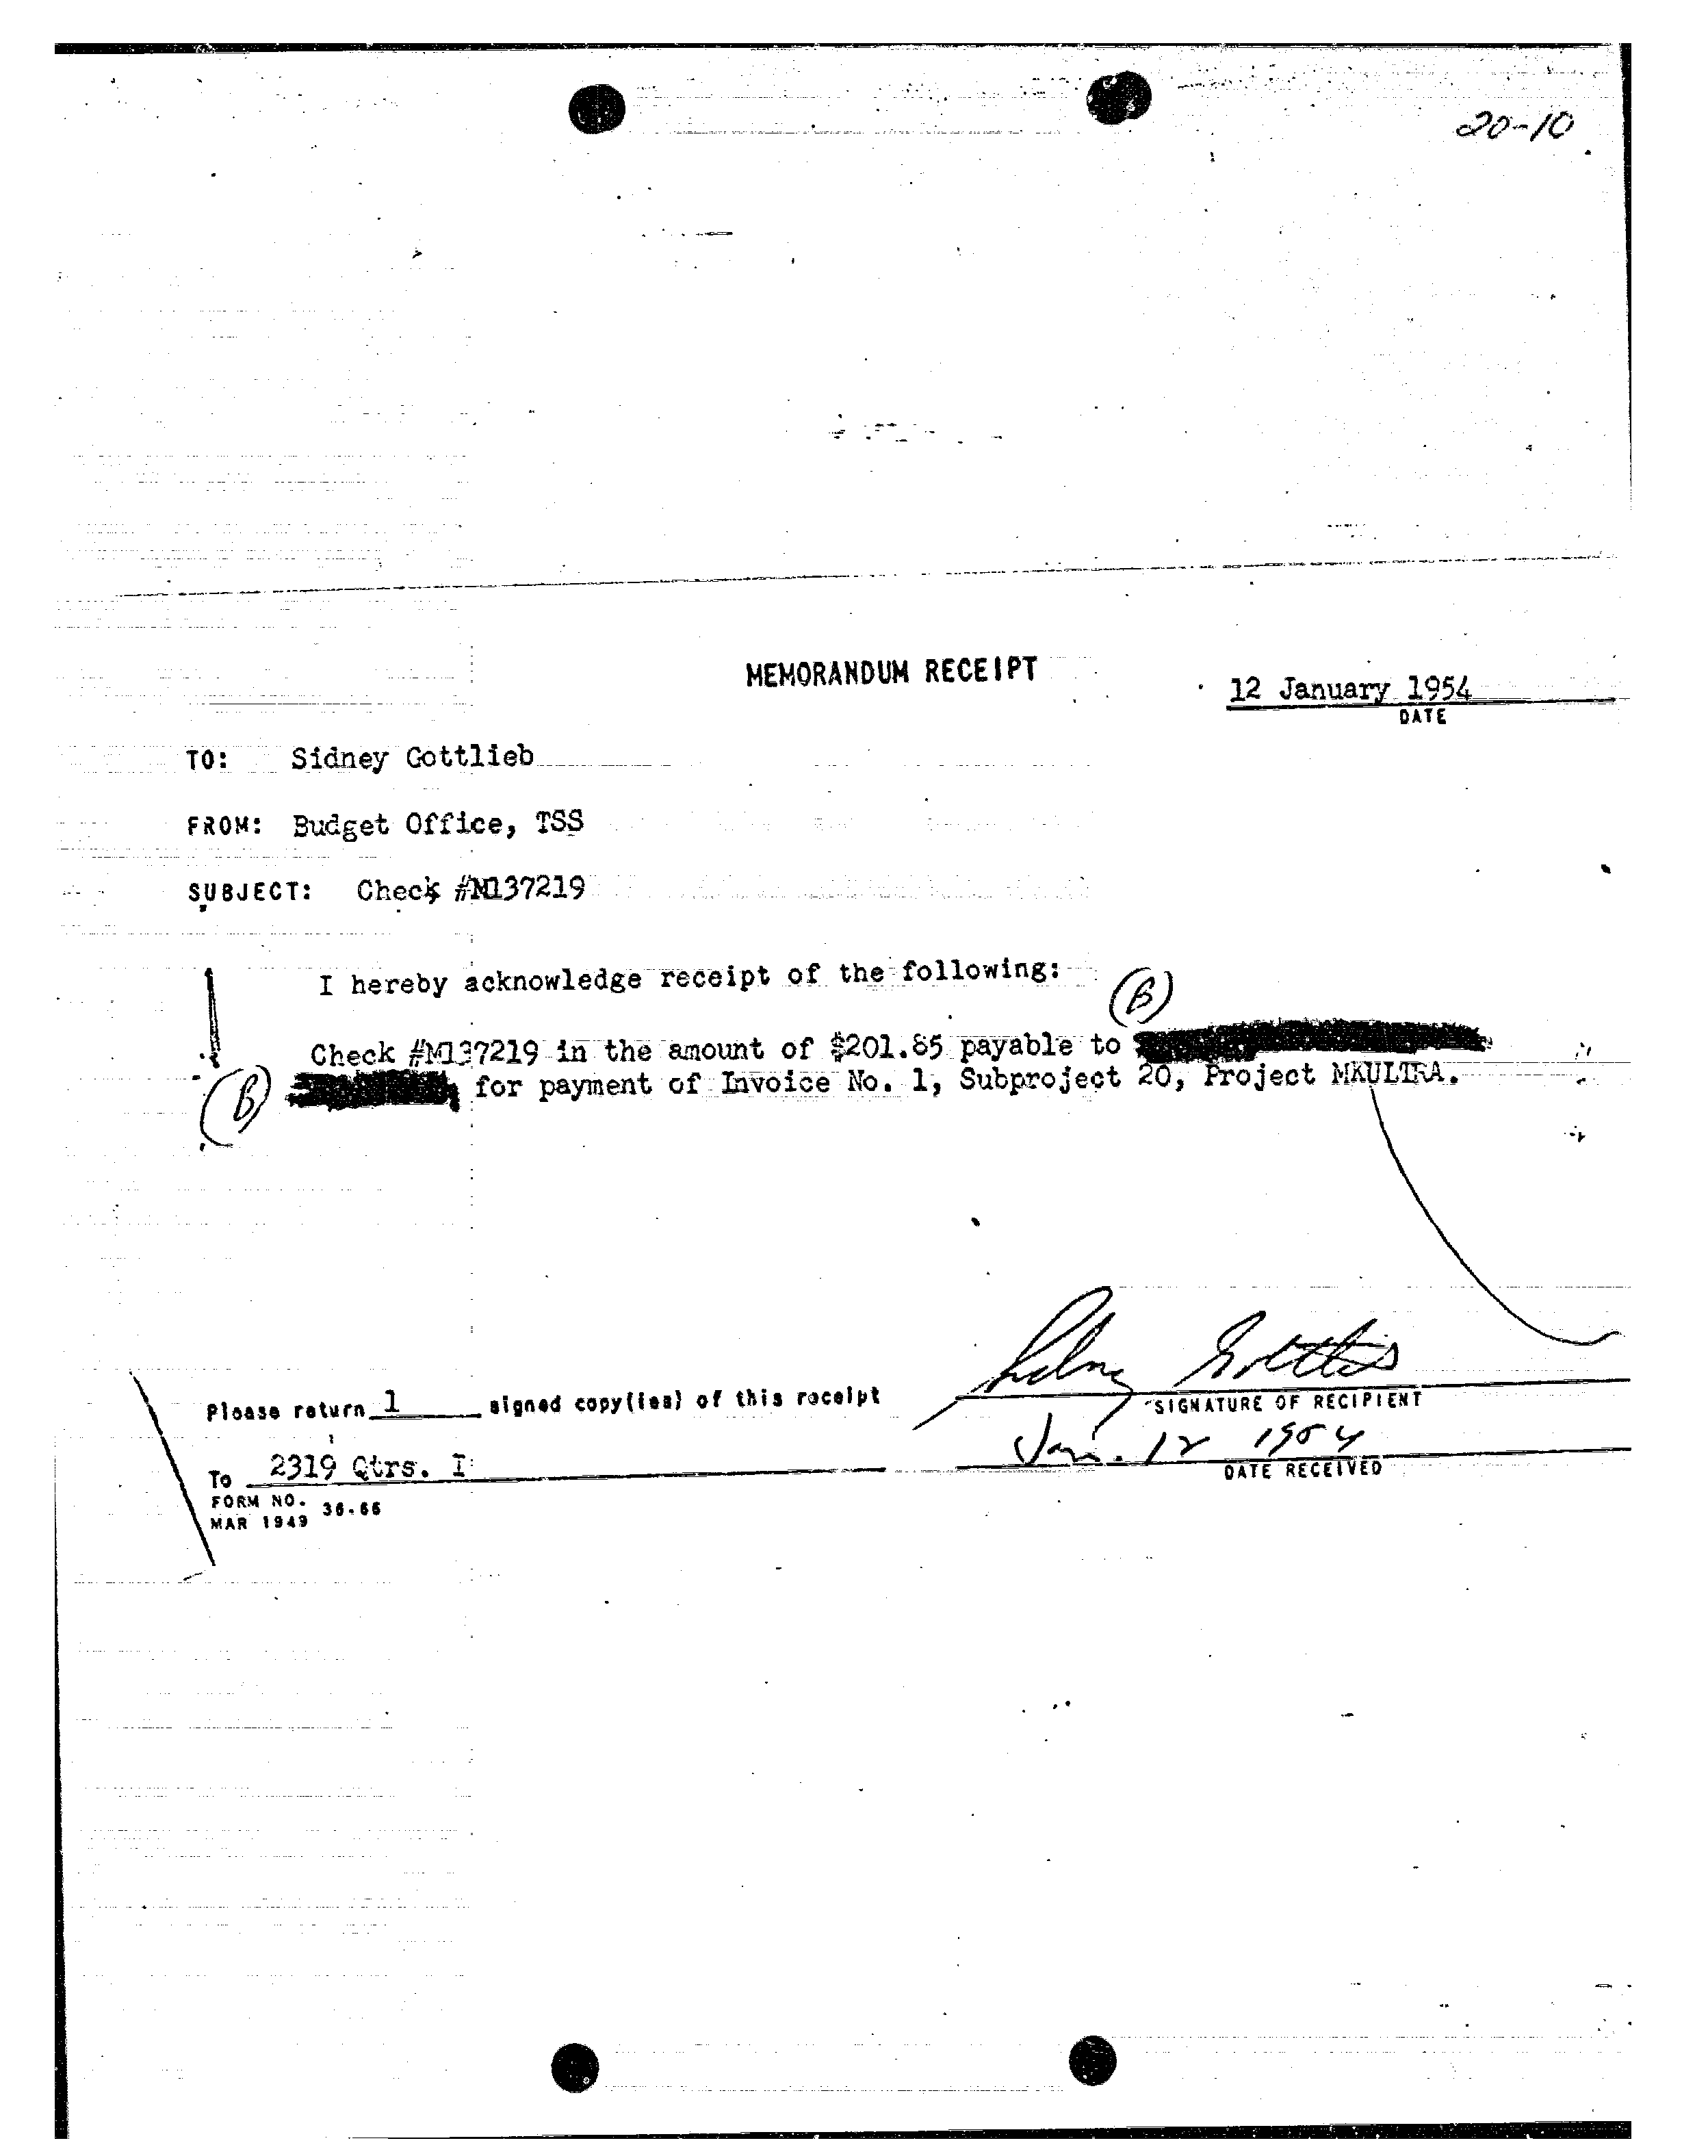 20-10
MEMORANDUM RECEIPT
12 January 1954
DATE
TO: Sidney Gottlieb
FROM: Budget Office, TSS
SUBJECT: Check #M137219
I hereby acknowledge receipt of the following:
(B)
Check #M137219 in the amount of $201.85 payable to
(B) for payment of Invoice No. 1, Subproject 20, Project MKULTRA.
Sidney Gottlieb
Please return 1 signed copy(ies) of this receipt
SIGNATURE OF RECIPIENT
Jan. 12 1954
To 2319 Qtrs. I
DATE RECEIVED
FORM NO. 36-66
MAR 1949